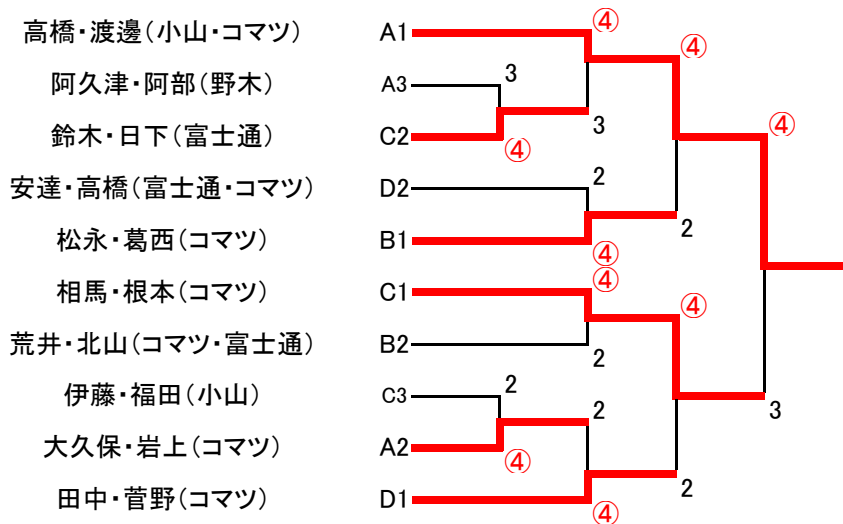 高橋・渡邊(小山・コマツ) A1 ④ ④
阿久津・阿部(野木) A3 3
鈴木・日下(富士通) C2 ④ 3 ④
安達・高橋(富士通・コマツ) D2 2
松永・葛西(コマツ) B1 ④ 2
相馬・根本(コマツ) C1 ④ ④
荒井・北山(コマツ・富士通) B2 2
伊藤・福田(小山) C3 2 2 3
大久保・岩上(コマツ) A2 ④
田中・菅野(コマツ) D1 ④ 2